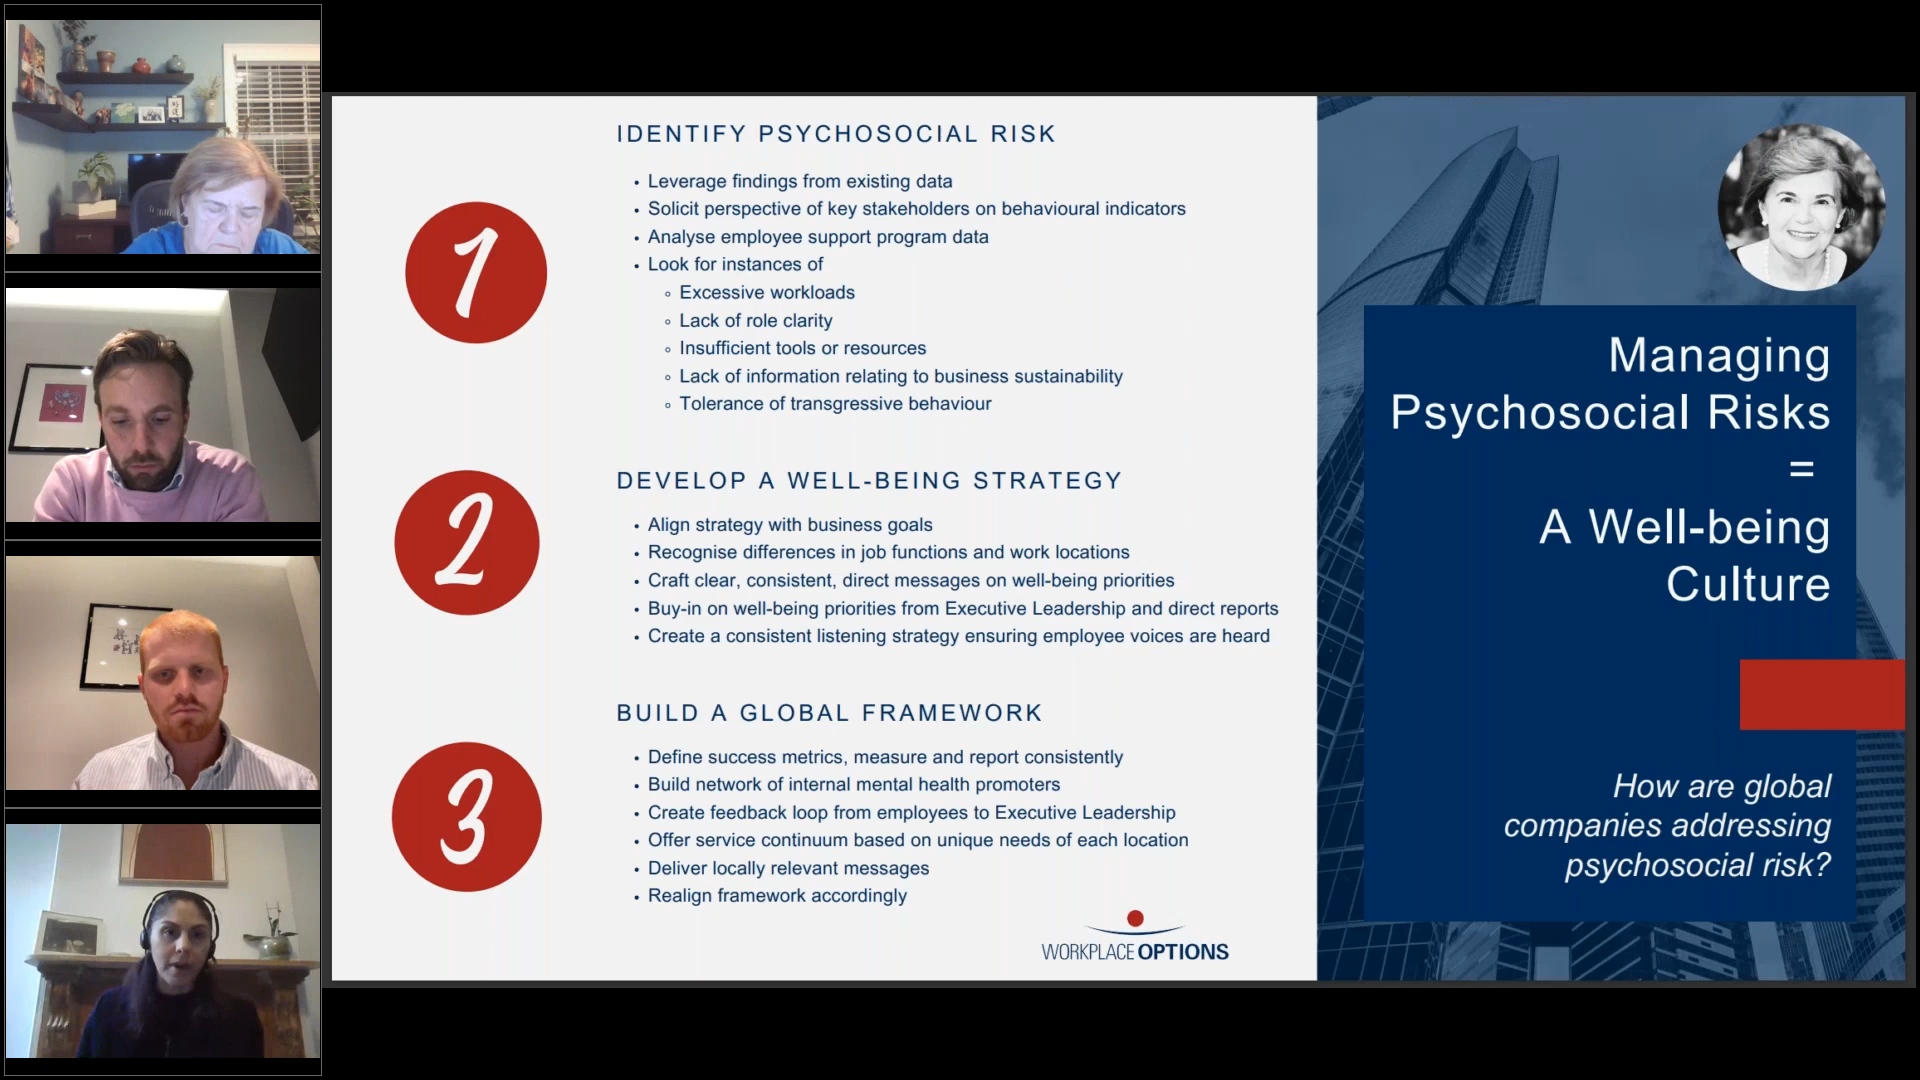 IDENTIFY PSYCHOSOCIAL RISK
• Leverage findings from existing data
• Solicit perspective of key stakeholders on behavioural indicators
• Analyse employee support program data
• Look for instances of
◦ Excessive workloads
◦ Lack of role clarity
◦ Insufficient tools or resources
◦ Lack of information relating to business sustainability
◦ Tolerance of transgressive behaviour
1
DEVELOP A WELL-BEING STRATEGY
• Align strategy with business goals
• Recognise differences in job functions and work locations
• Craft clear, consistent, direct messages on well-being priorities
• Buy-in on well-being priorities from Executive Leadership and direct reports
• Create a consistent listening strategy ensuring employee voices are heard
2
BUILD A GLOBAL FRAMEWORK
• Define success metrics, measure and report consistently
• Build network of internal mental health promoters
• Create feedback loop from employees to Executive Leadership
• Offer service continuum based on unique needs of each location
• Deliver locally relevant messages
• Realign framework accordingly
3
WORKPLACE OPTIONS
Managing
Psychosocial Risks
=
A Well-being
Culture
How are global
companies addressing
psychosocial risk?